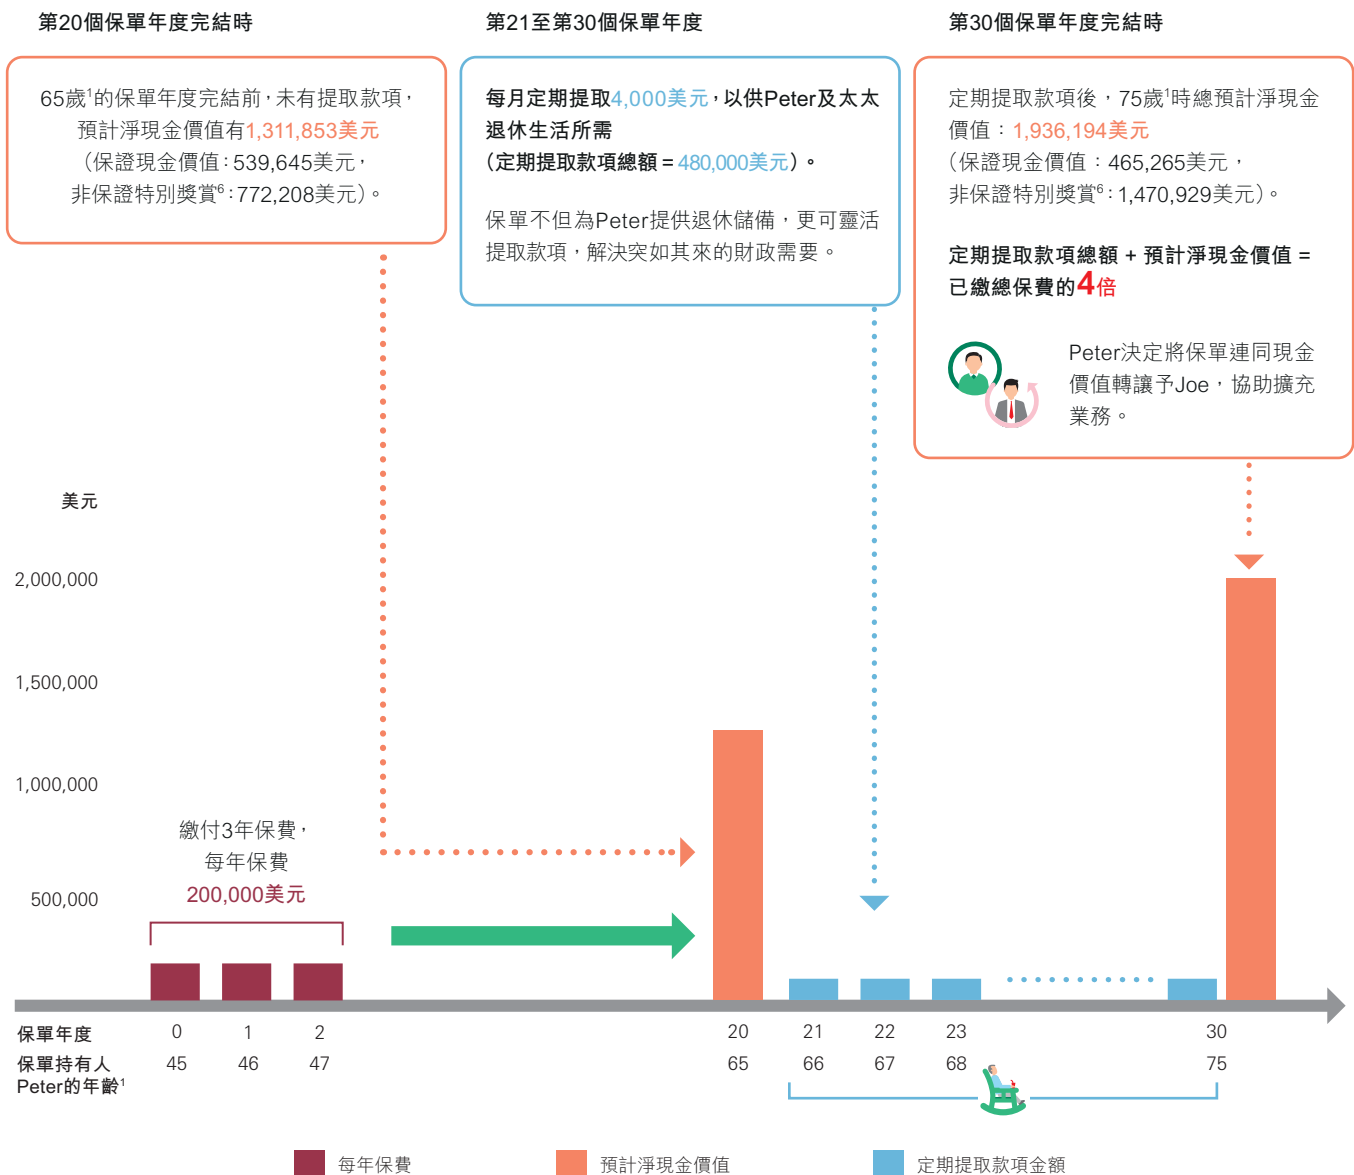 第20個保單年度完結時
65歲1的保單年度完結前，未有提取款項，
預計淨現金價值有1,311,853美元
（保證現金價值：539,645美元，
非保證特別獎賞6：772,208美元）。
第21至第30個保單年度
每月定期提取4,000美元，以供Peter及太太
退休生活所需
（定期提取款項總額 = 480,000美元）。
保單不但為Peter提供退休儲備，更可靈活
提取款項，解決突如其來的財政需要。
第30個保單年度完結時
定期提取款項後，75歲1時總預計淨現金
價值：1,936,194美元
（保證現金價值：465,265美元，
非保證特別獎賞6：1,470,929美元）。
定期提取款項總額 + 預計淨現金價值 =
已繳總保費的4倍
Peter決定將保單連同現金
價值轉讓予Joe，協助擴充
業務。
美元
2,000,000
1,500,000
1,000,000
500,000
繳付3年保費，
每年保費
200,000美元
保單年度 0 1 2 20 21 22 23 30
保單持有人 45 46 47 65 66 67 68 75
Peter的年齡1
每年保費 預計淨現金價值 定期提取款項金額